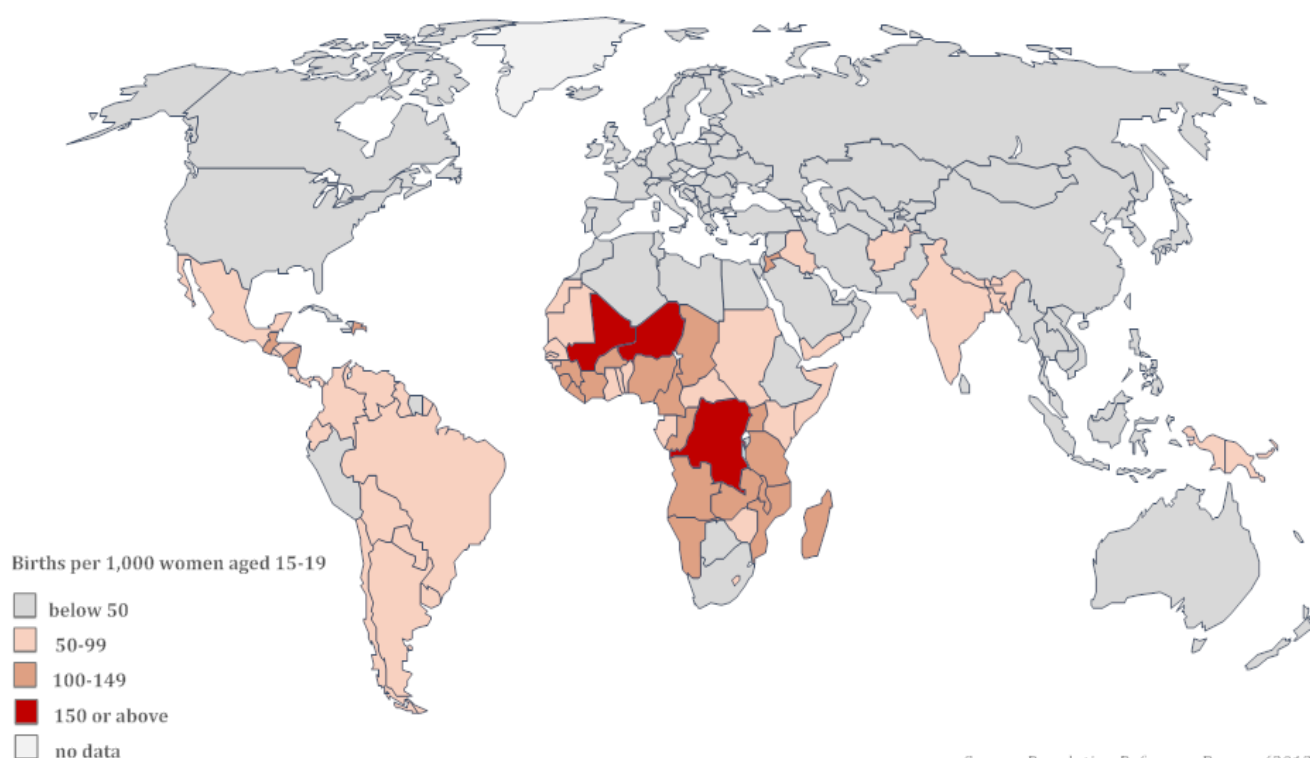 Births per 1,000 women aged 15-19
below 50
50-99
100-149
150 or above
no data